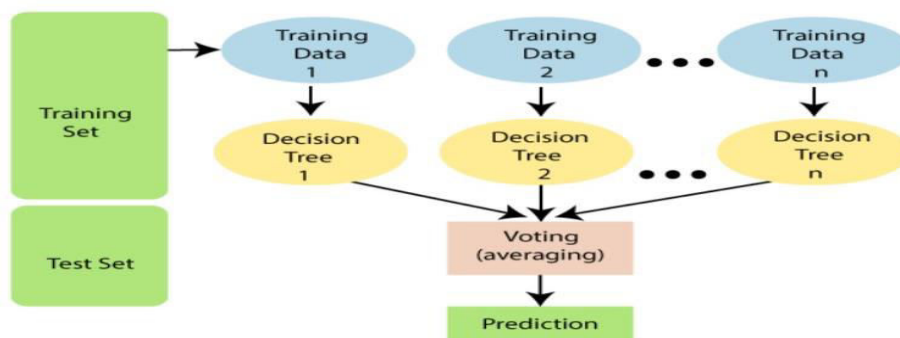 Training
Set
Test Set
Training
Data
1
Training
Data
2
Training
Data
n
Decision
Tree
1
Decision
Tree
2
Decision
Tree
n
Voting
(averaging)
Prediction